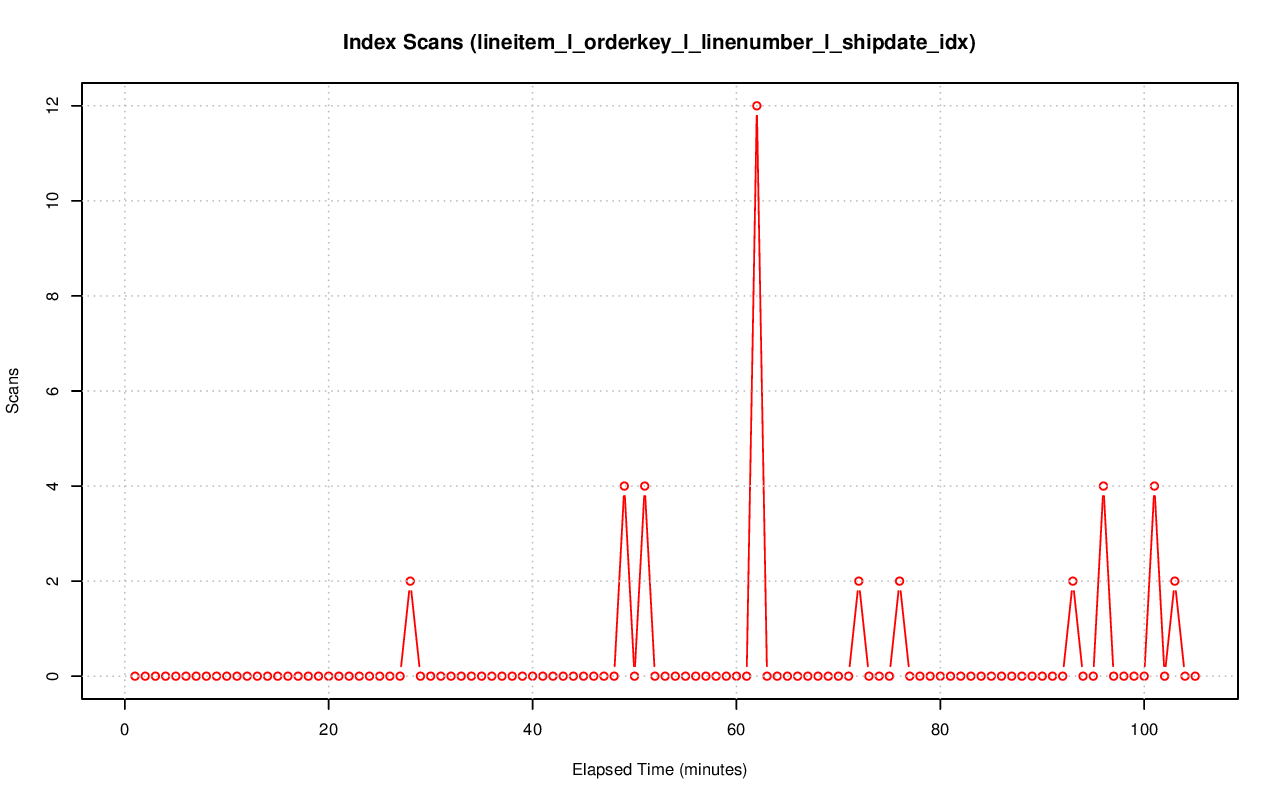 Index Scans (lineitem_l_orderkey_l_linenumber_l_shipdate_idx)
12
10
8
6
4
2
0
Scans
0 20 40 60 80 100
Elapsed Time (minutes)